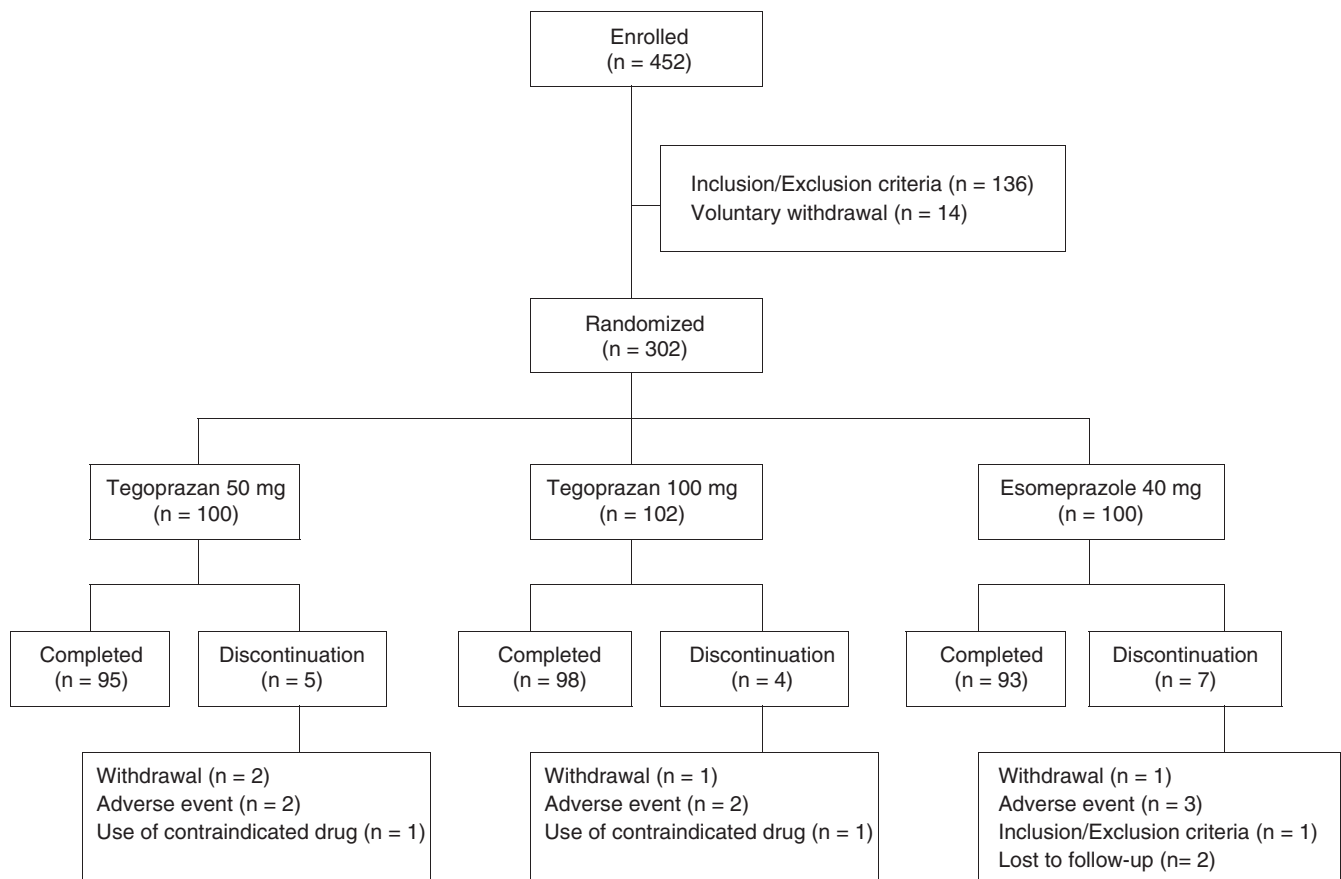 Enrolled
(n = 452)
Inclusion/Exclusion criteria (n = 136)
Voluntary withdrawal (n = 14)
Randomized
(n = 302)
Tegoprazan 50 mg
(n = 100)
Tegoprazan 100 mg
(n = 102)
Esomeprazole 40 mg
(n = 100)
Completed
(n = 95)
Discontinuation
(n = 5)
Completed
(n = 98)
Discontinuation
(n = 4)
Completed
(n = 93)
Discontinuation
(n = 7)
Withdrawal (n = 2)
Adverse event (n = 2)
Use of contraindicated drug (n = 1)
Withdrawal (n = 1)
Adverse event (n = 2)
Use of contraindicated drug (n = 1)
Withdrawal (n = 1)
Adverse event (n = 3)
Inclusion/Exclusion criteria (n = 1)
Lost to follow-up (n= 2)